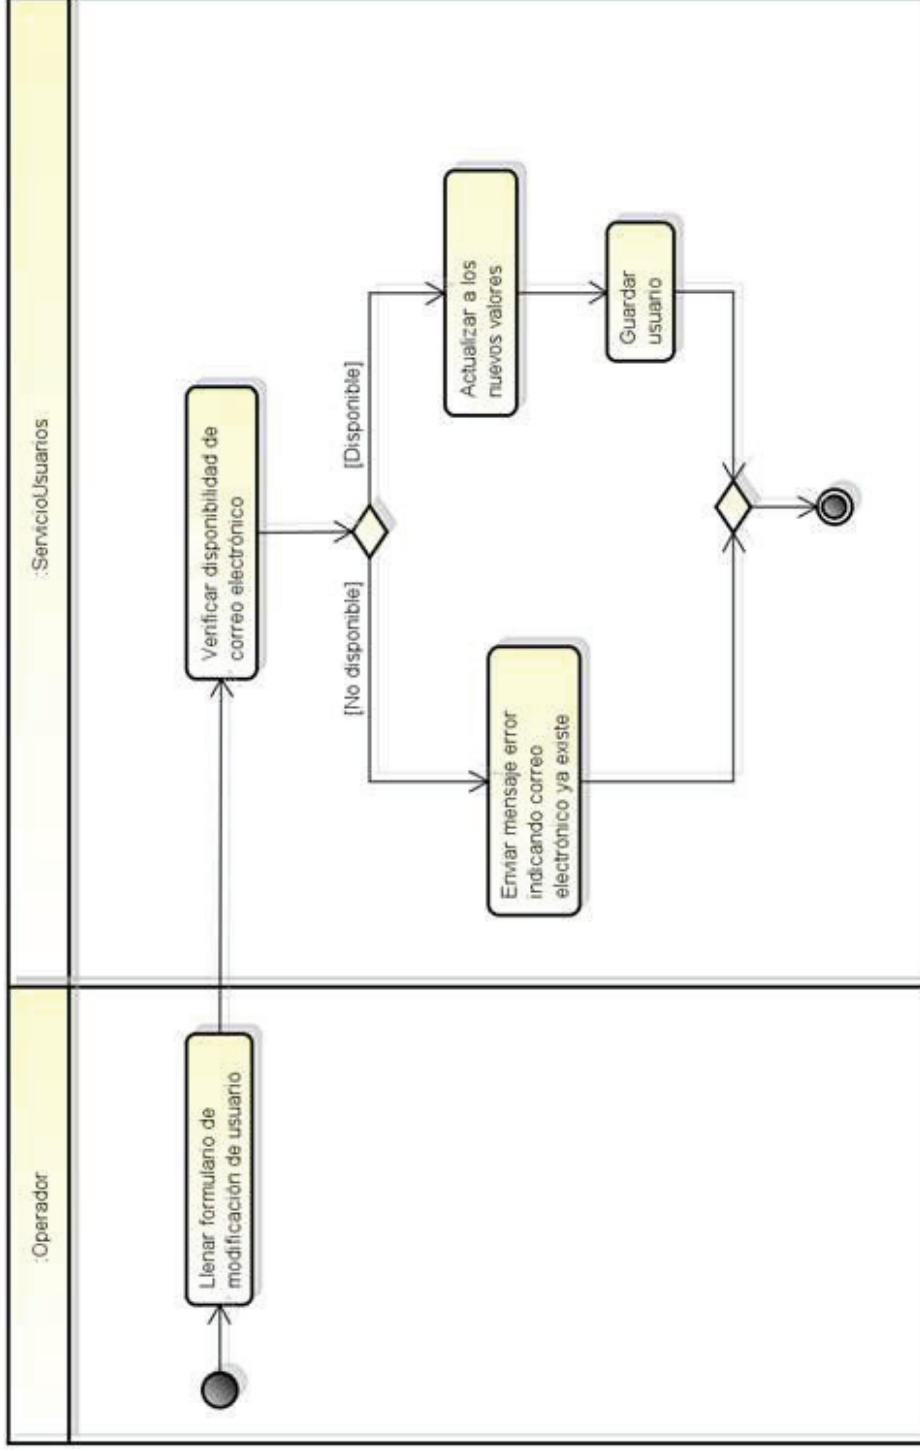 :Operador
:ServicioUsuarios
Llenar formulario de
modificación de usuario
Verificar disponibilidad de
correo electrónico
[No disponible]
[Disponible]
Enviar mensaje error
indicando correo
electrónico ya existe
Actualizar a los
nuevos valores
Guardar
usuario